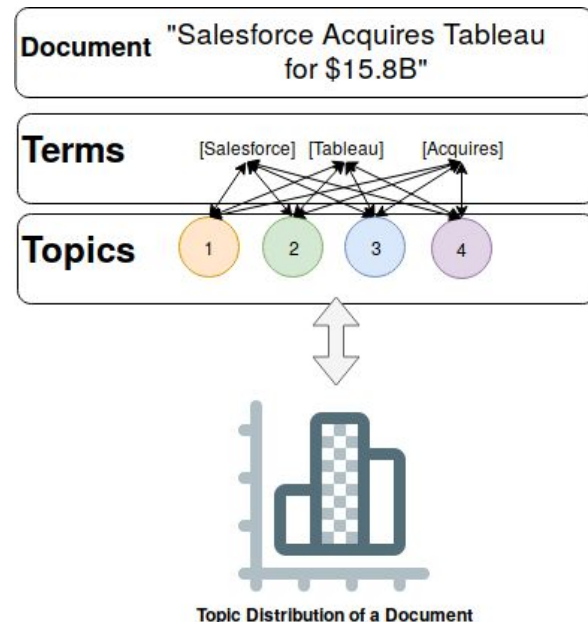 Document "Salesforce Acquires Tableau
for $15.8B"
Terms [Salesforce] [Tableau] [Acquires]
Topics 1 2 3 4
Topic Distribution of a Document